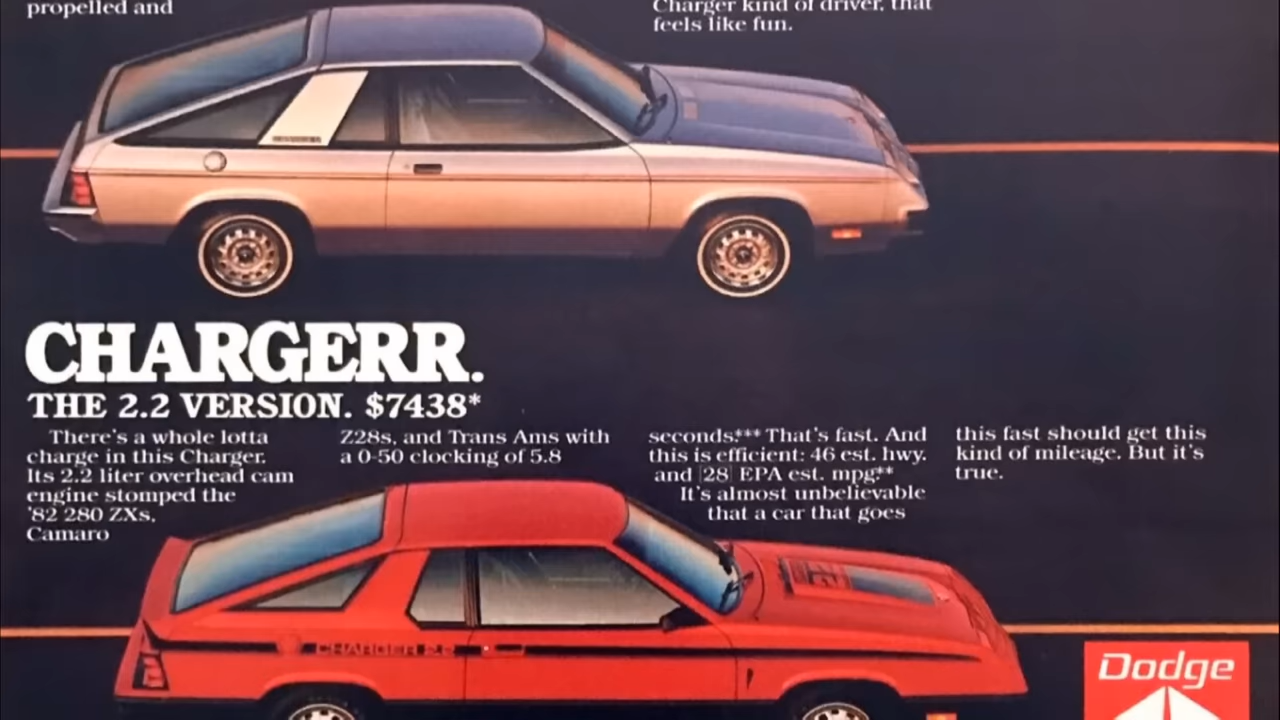 propelled and
Charger kind of driver, that
feels like fun.
CHARGERR.
THE 2.2 VERSION. $7438*
There's a whole lotta
charge in this Charger.
Its 2.2 liter overhead cam
engine stomped the
'82 280 ZXs,
Camaro
Z28s, and Trans Ams with
a 0-50 clocking of 5.8
seconds.*** That's fast. And
this is efficient: 46 est. hwy.
and [28] EPA est. mpg.**
It's almost unbelievable
that a car that goes
this fast should get this
kind of mileage. But it's
true.
CHARGER 2.2
Dodge